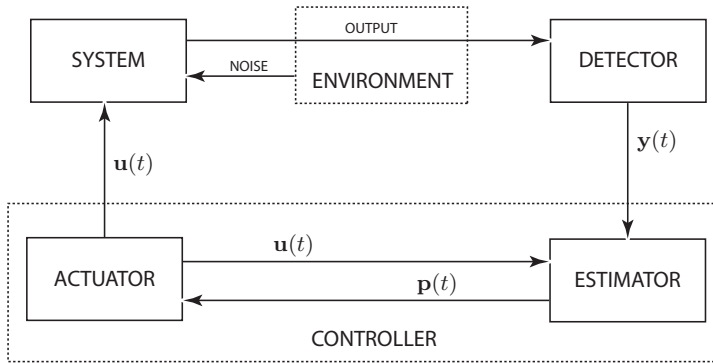 OUTPUT
SYSTEM
DETECTOR
NOISE
ENVIRONMENT
y(t)
u(t)
u(t)
ACTUATOR
ESTIMATOR
p(t)
CONTROLLER